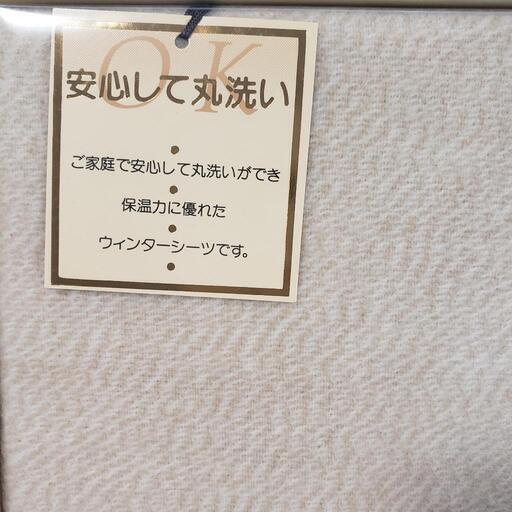 OK
安心して丸洗い
ご家庭で安心して丸洗いができ
保温力に優れた
ウィンターシーツです。